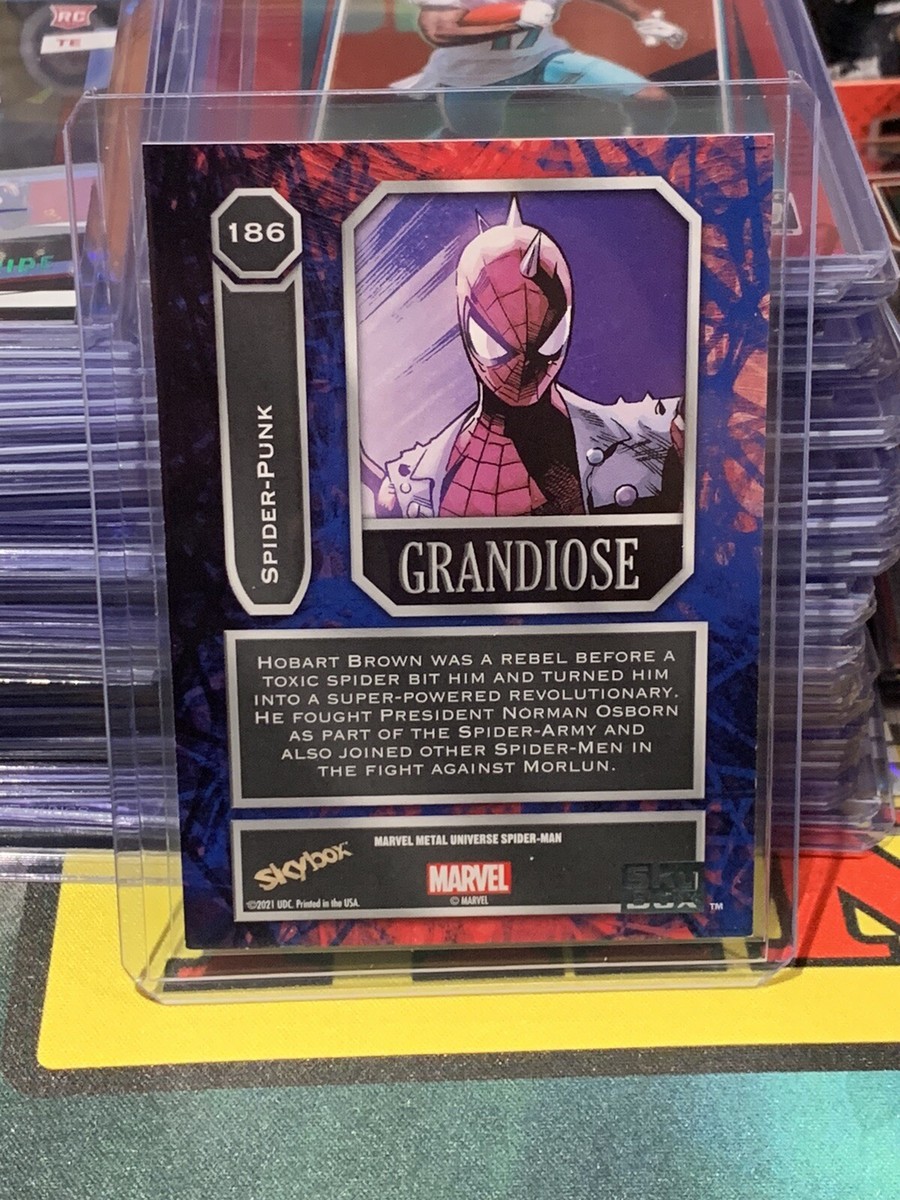 RC
TE
186
SPIDER-PUNK
GRANDIOSE
HOBART BROWN WAS A REBEL BEFORE A
TOXIC SPIDER BIT HIM AND TURNED HIM
INTO A SUPER-POWERED REVOLUTIONARY.
HE FOUGHT PRESIDENT NORMAN OSBORN
AS PART OF THE SPIDER-ARMY AND
ALSO JOINED OTHER SPIDER-MEN IN
THE FIGHT AGAINST MORLUN.
MARVEL METAL UNIVERSE SPIDER-MAN
Skybox™
MARVEL
©2021 UDC. Printed in the USA.
© MARVEL
SKY
BOX ™